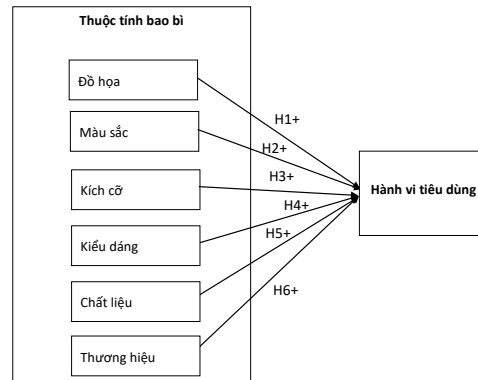 Thuộc tính bao bì
Đồ họa
H1+
Màu sắc
H2+
Kích cỡ
H3+
Hành vi tiêu dùng
Kiểu dáng
H4+
H5+
Chất liệu
H6+
Thương hiệu